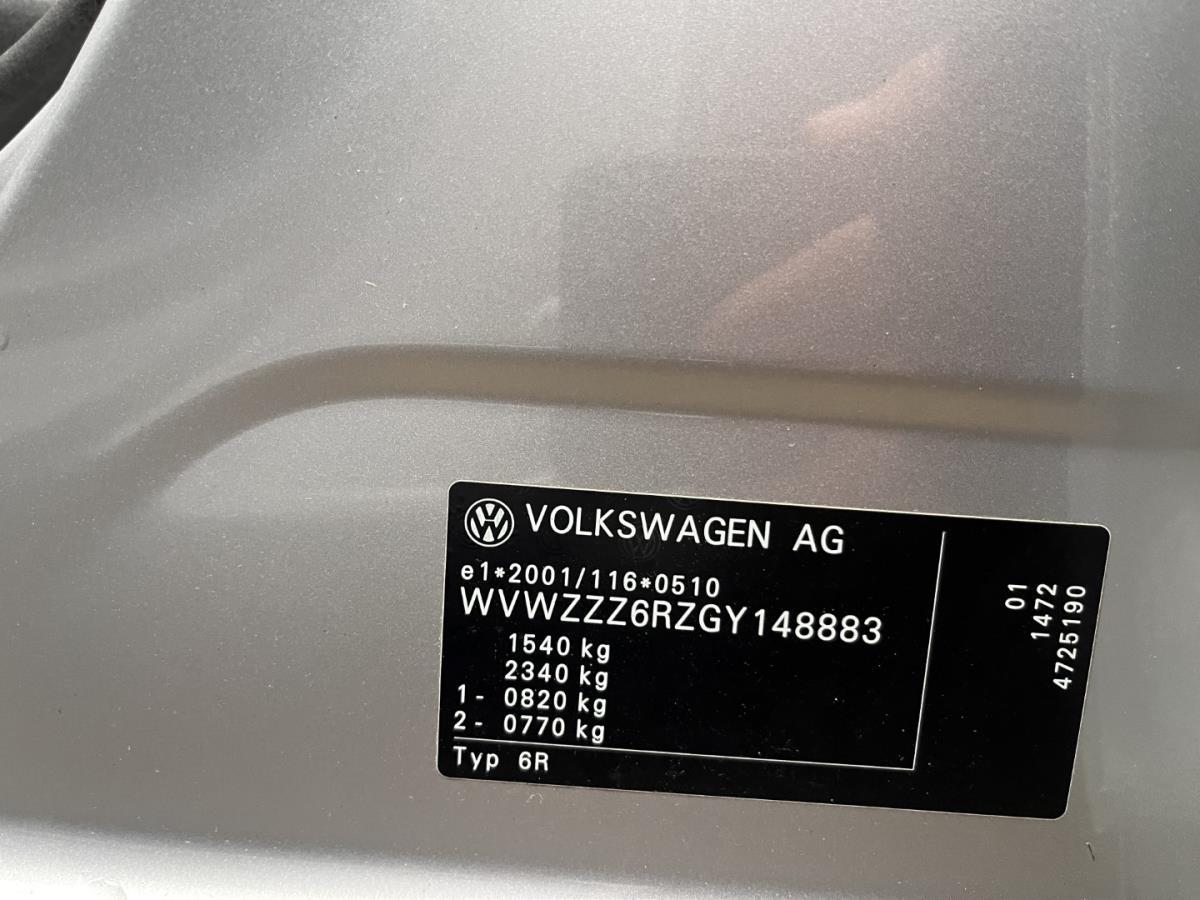 VOLKSWAGEN AG
e1*2001/116*0510
WVWZZZ6RZGY148883
1540 kg
2340 kg
1- 0820 kg
2- 0770 kg
Typ 6R
01
1472
4725190